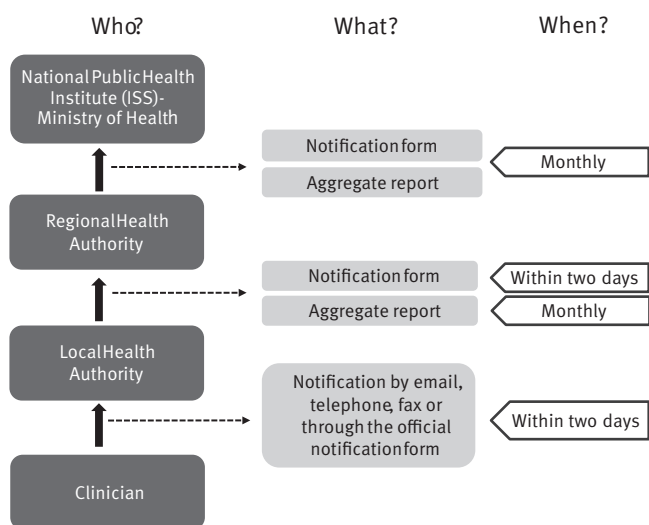 Who?
What?
When?
National Public Health
Institute (ISS)-
Ministry of Health
Notification form
Aggregate report
Monthly
Regional Health
Authority
Notification form
Within two days
Aggregate report
Monthly
Local Health
Authority
Notification by email,
telephone, fax or
through the official
notification form
Within two days
Clinician